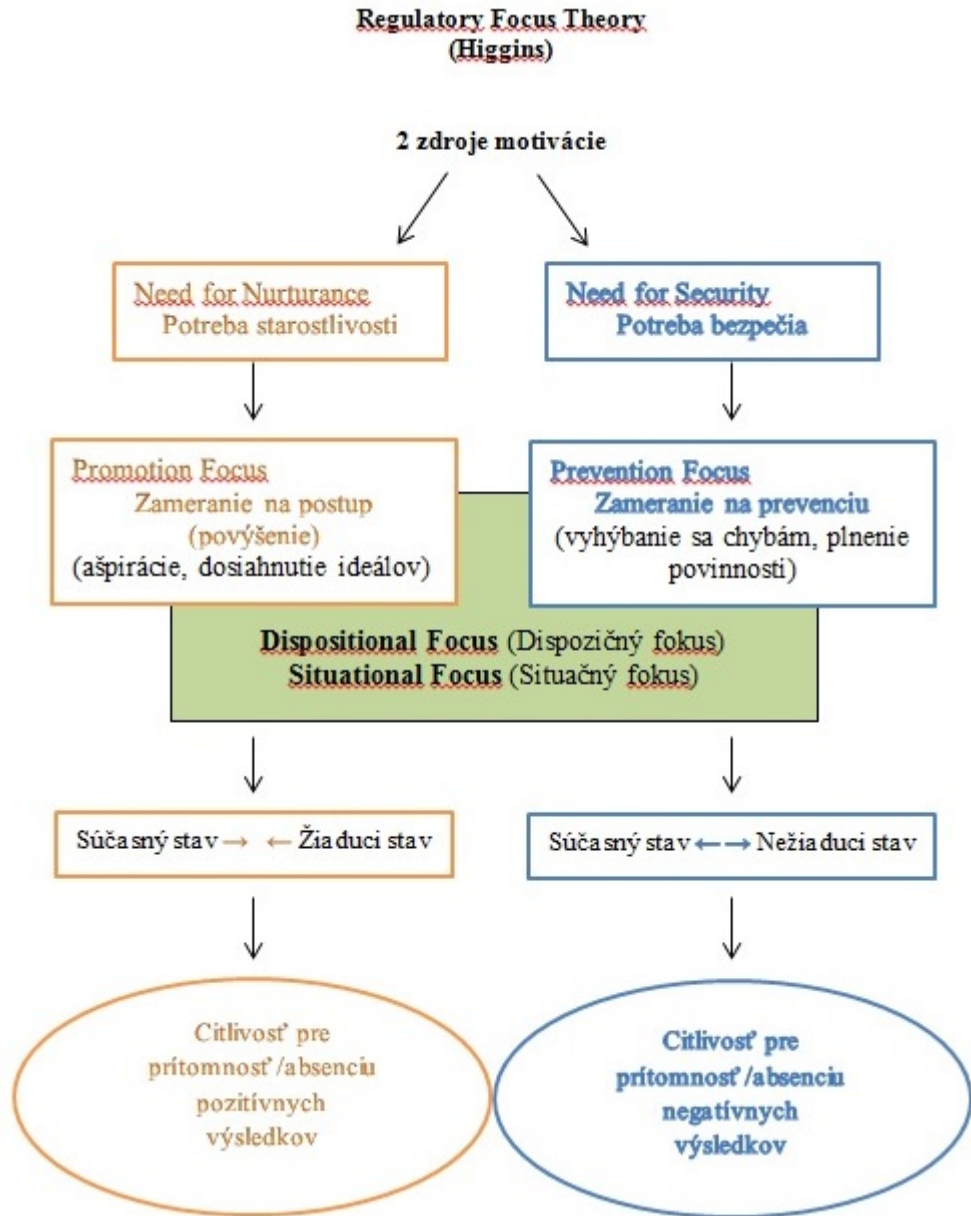 Regulatory Focus Theory
(Higgins)
2 zdroje motivácie
Need for Nurturance
Potreba starostlivosti
Need for Security
Potreba bezpečia
Promotion Focus
Zameranie na postup
(povýšenie)
(ašpirácie, dosiahnutie ideálov)
Prevention Focus
Zameranie na prevenciu
(vyhýbanie sa chybám, plnenie
povinnosti)
Dispositional Focus (Dispozičný fokus)
Situational Focus (Situačný fokus)
Súčasný stav → ← Žiaduci stav
Súčasný stav ← → Nežiaduci stav
Citlivosť pre
prítomnosť/absenciu
pozitívnych
výsledkov
Citlivosť pre
prítomnosť/absenciu
negatívnych
výsledkov